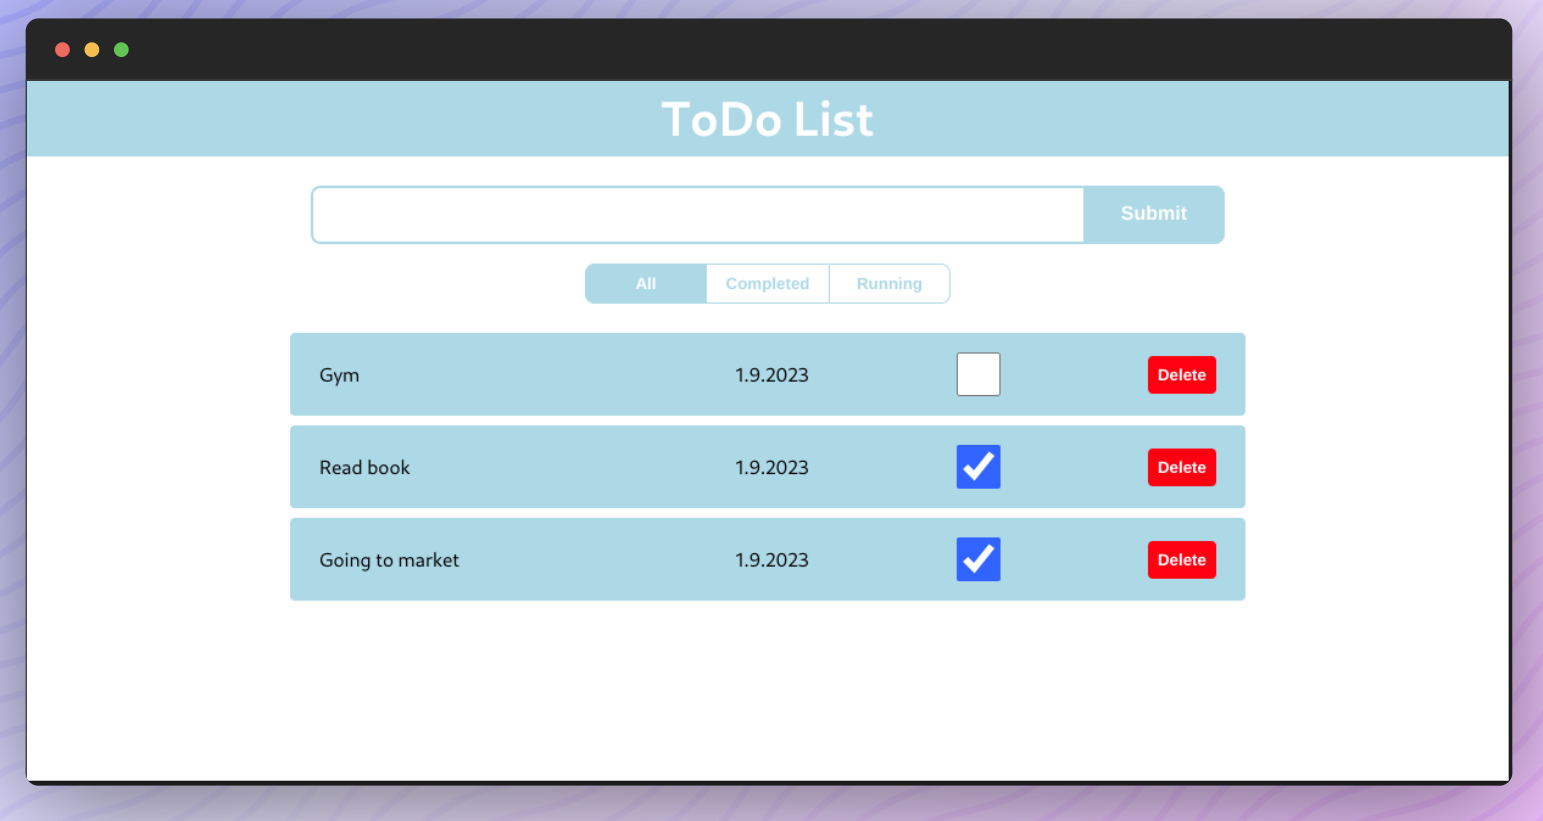 ToDo List
Submit
All Completed Running
Gym 1.9.2023 Delete
Read book 1.9.2023 Delete
Going to market 1.9.2023 Delete